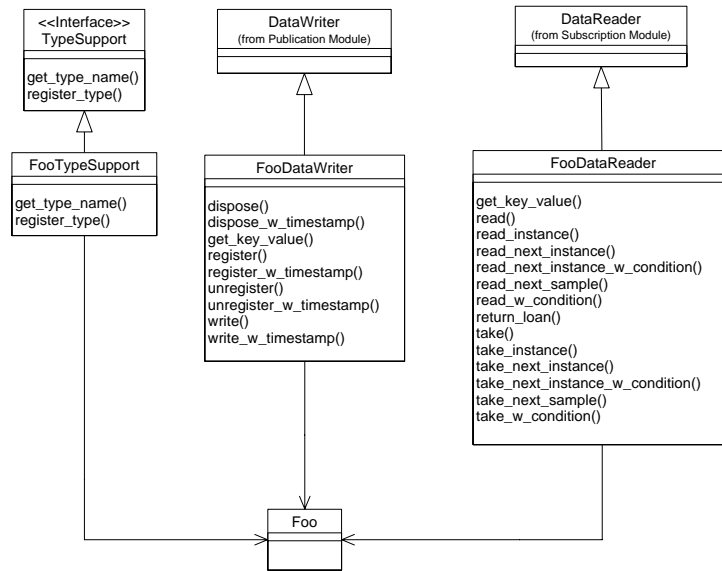 <<Interface>>
TypeSupport
get_type_name()
register_type()
DataWriter
(from Publication Module)
DataReader
(from Subscription Module)
FooTypeSupport
get_type_name()
register_type()
FooDataWriter
dispose()
dispose_w_timestamp()
get_key_value()
register()
register_w_timestamp()
unregister()
unregister_w_timestamp()
write()
write_w_timestamp()
FooDataReader
get_key_value()
read()
read_instance()
read_next_instance()
read_next_instance_w_condition()
read_next_sample()
read_w_condition()
return_loan()
take()
take_instance()
take_next_instance()
take_next_instance_w_condition()
take_next_sample()
take_w_condition()
Foo